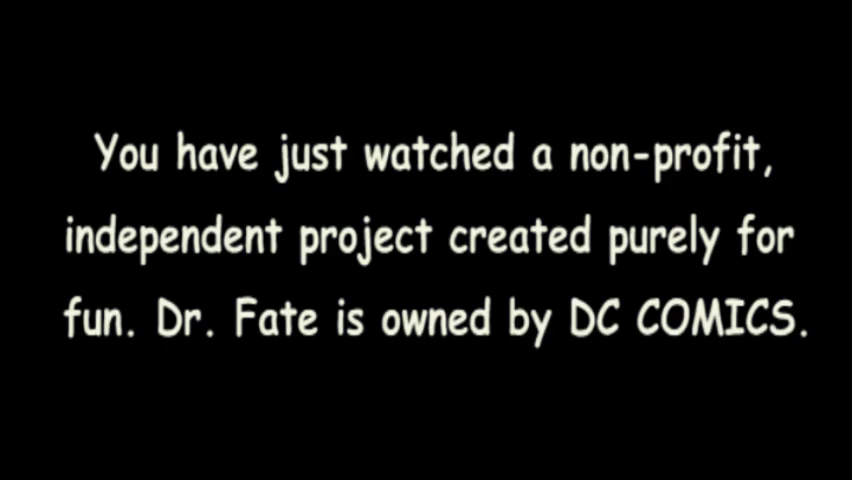 You have just watched a non-profit,
independent project created purely for
fun. Dr. Fate is owned by DC COMICS.